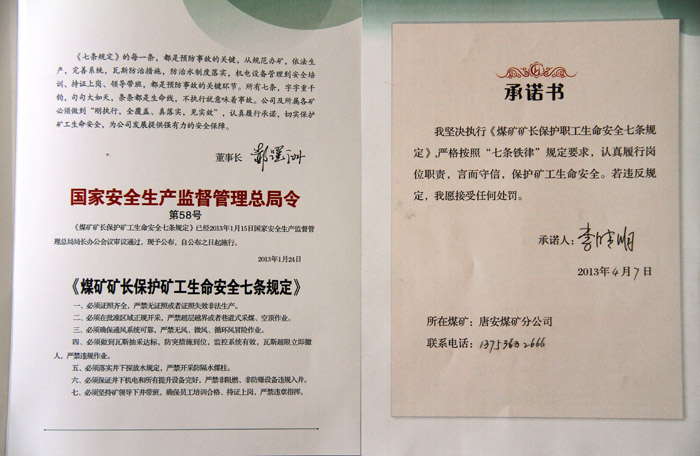 《七条规定》的每一条，都是预防事故的关键，从规范办矿，依法生
产，完善系统，瓦斯防治措施，防治水制度落实，机电设备管理到安全培
训、持证上岗、领导带班，都是预防事故的关键环节。所有七条，字字重千
钧，句句大如天，条条都是生命线，不执行就意味着事故。公司及所属各矿
必须做到“刚执行，全覆盖、真落实，见实效”，认真履行承诺，切实保护
矿工生命安全，为公司发展提供强有力的安全保障。
董事长
国家安全生产监督管理总局令
第58号
《煤矿矿长保护矿工生命安全七条规定》已经2013年1月15日国家安全生产监督管
理总局局长办公会议审议通过，现予公布，自公布之日起施行。
2013年1月24日
《煤矿矿长保护矿工生命安全七条规定》
一、必须证照齐全，严禁无证照或者证照失效非法生产。
二、必须在批准区域正规开采，严禁超层越界或者巷道式采煤、空顶作业。
三、必须确保通风系统可靠，严禁无风、微风、循环风冒险作业。
四、必须做到瓦斯抽采达标，防突措施到位，监控系统有效，瓦斯超限立即撤
人，严禁违规作业。
五、必须落实井下探放水规定，严禁开采防隔水煤柱。
六、必须保证井下机电和所有提升设备完好，严禁非阻燃、非防爆设备违规入井。
七、必须坚持矿领导下井带班，确保员工培训合格、持证上岗，严禁违章指挥。
承诺书
我坚决执行《煤矿矿长保护职工生命安全七条规
定》，严格按照“七条铁律”规定要求，认真履行岗
位职责，言而守信，保护矿工生命安全。若违反规
定，我愿接受任何处罚。
承诺人：李晓明
2013年4月7日
所在煤矿：唐安煤矿分公司
联系电话：13753632666